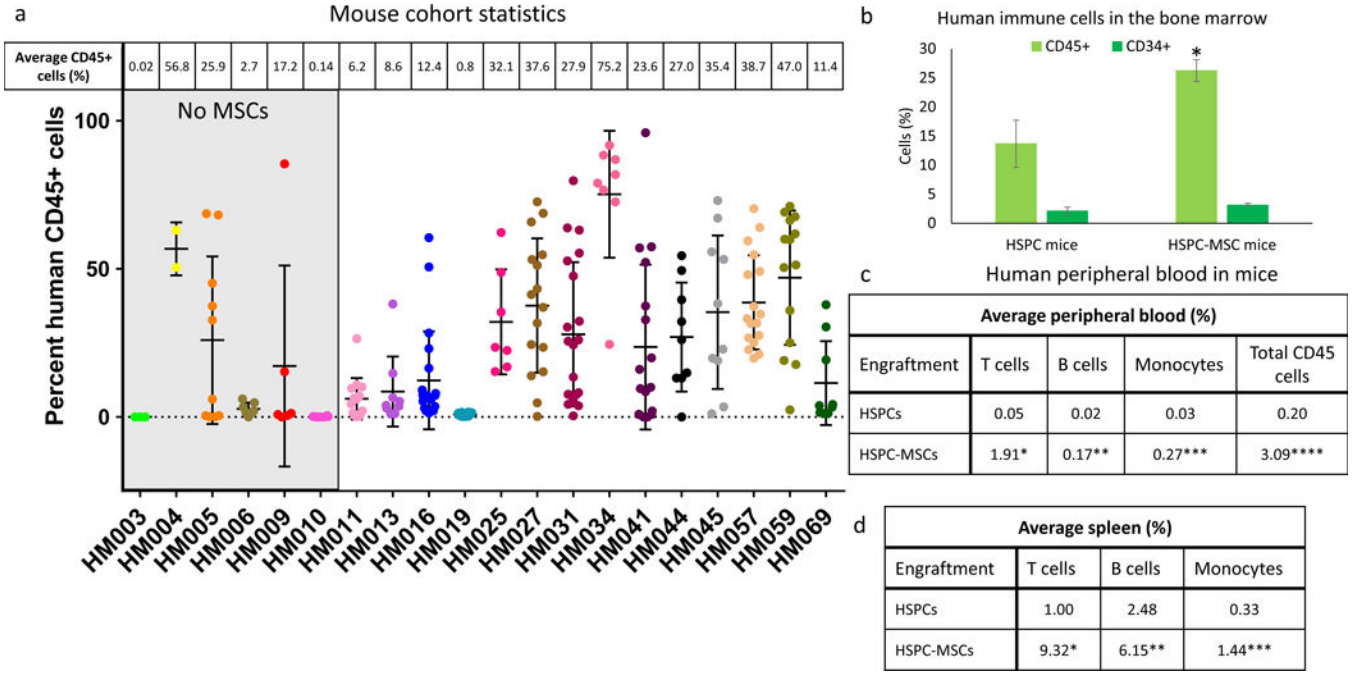 a
Mouse cohort statistics
Average CD45+ cells (%) 0.02 56.8 25.9 2.7 17.2 0.14 6.2 8.6 12.4 0.8 32.1 37.6 27.9 75.2 23.6 27.0 35.4 38.7 47.0 11.4
No MSCs
Percent human CD45+ cells
100
50
0
HM003 HM004 HM005 HM006 HM009 HM010 HM011 HM013 HM016 HM019 HM025 HM027 HM031 HM034 HM041 HM044 HM045 HM057 HM059 HM069
b
Human immune cells in the bone marrow
CD45+ CD34+
*
Cells (%)
30
25
20
15
10
5
0
HSPC mice HSPC-MSC mice
c
Human peripheral blood in mice
Average peripheral blood (%)
Engraftment T cells B cells Monocytes Total CD45 cells
HSPCs 0.05 0.02 0.03 0.20
HSPC-MSCs 1.91* 0.17** 0.27*** 3.09****
d
Average spleen (%)
Engraftment T cells B cells Monocytes
HSPCs 1.00 2.48 0.33
HSPC-MSCs 9.32* 6.15** 1.44***